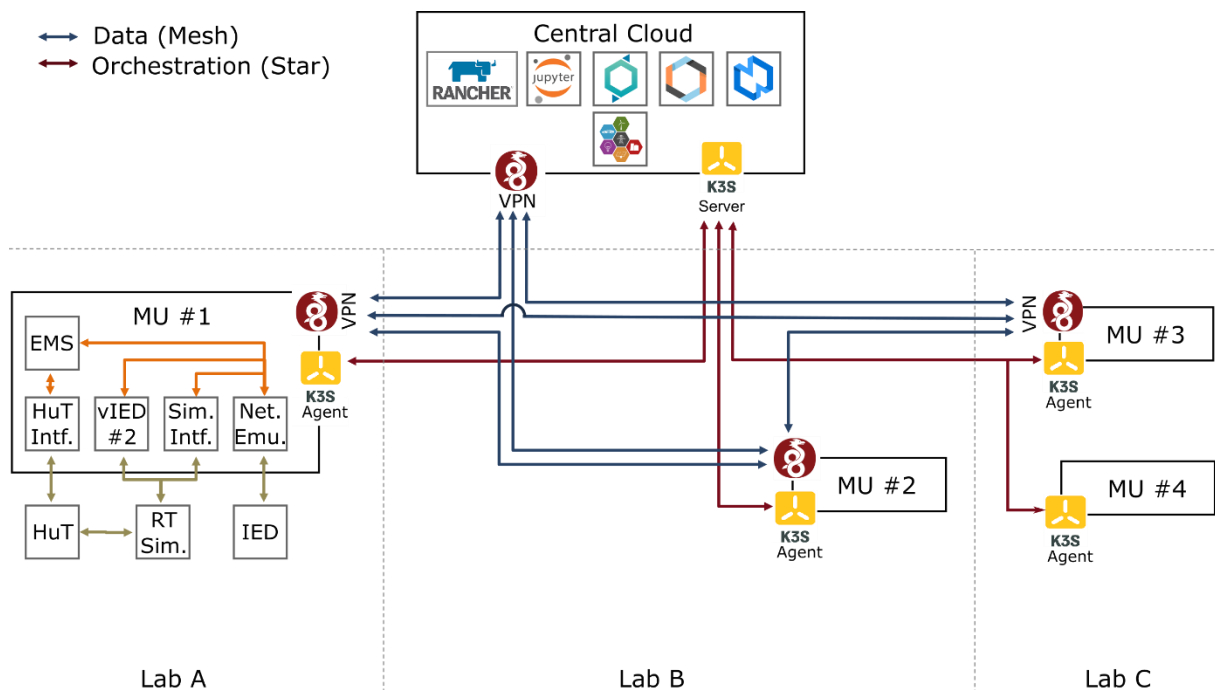 Data (Mesh)
Orchestration (Star)
Central Cloud
RANCHER
jupyter
VPN
K3S
Server
MU #1
VPN
EMS
HuT
Intf.
vIED
#2
Sim.
Intf.
Net.
Emu.
K3S
Agent
HuT
RT
Sim.
IED
VPN
MU #3
K3S
Agent
MU #2
K3S
Agent
MU #4
K3S
Agent
Lab A
Lab B
Lab C